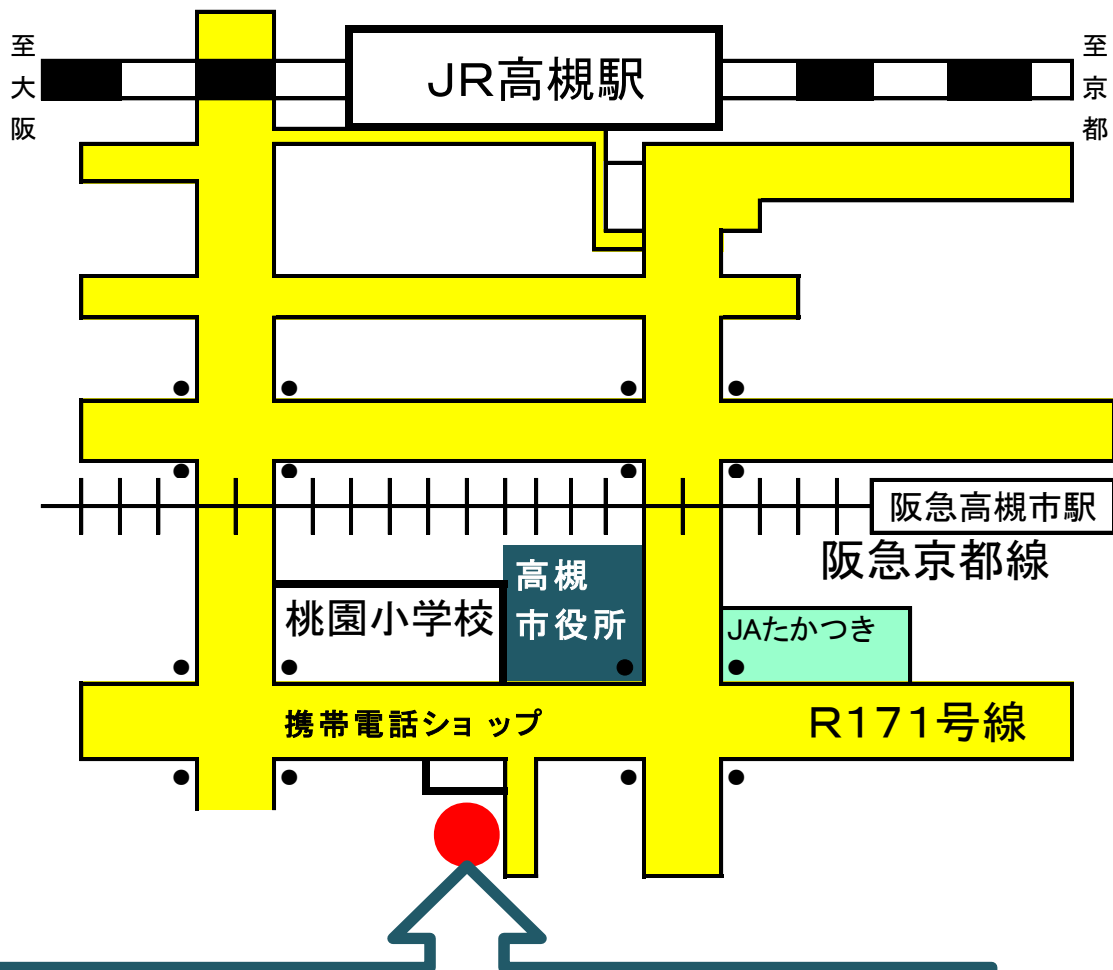 至大阪
JR高槻駅
至京都
阪急高槻市駅
阪急京都線
高槻
市役所
桃園小学校
JAたかつき
携帯電話ショップ
R171号線